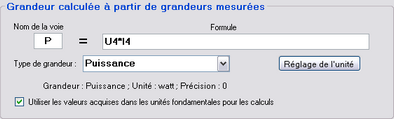 Grandeur calculée à partir de grandeurs mesurées
Nom de la voie Formule
P = U4*I4
Type de grandeur : Puissance Réglage de l'unité
Grandeur : Puissance ; Unité : watt ; Précision : 0
Utiliser les valeurs acquises dans les unités fondamentales pour les calculs